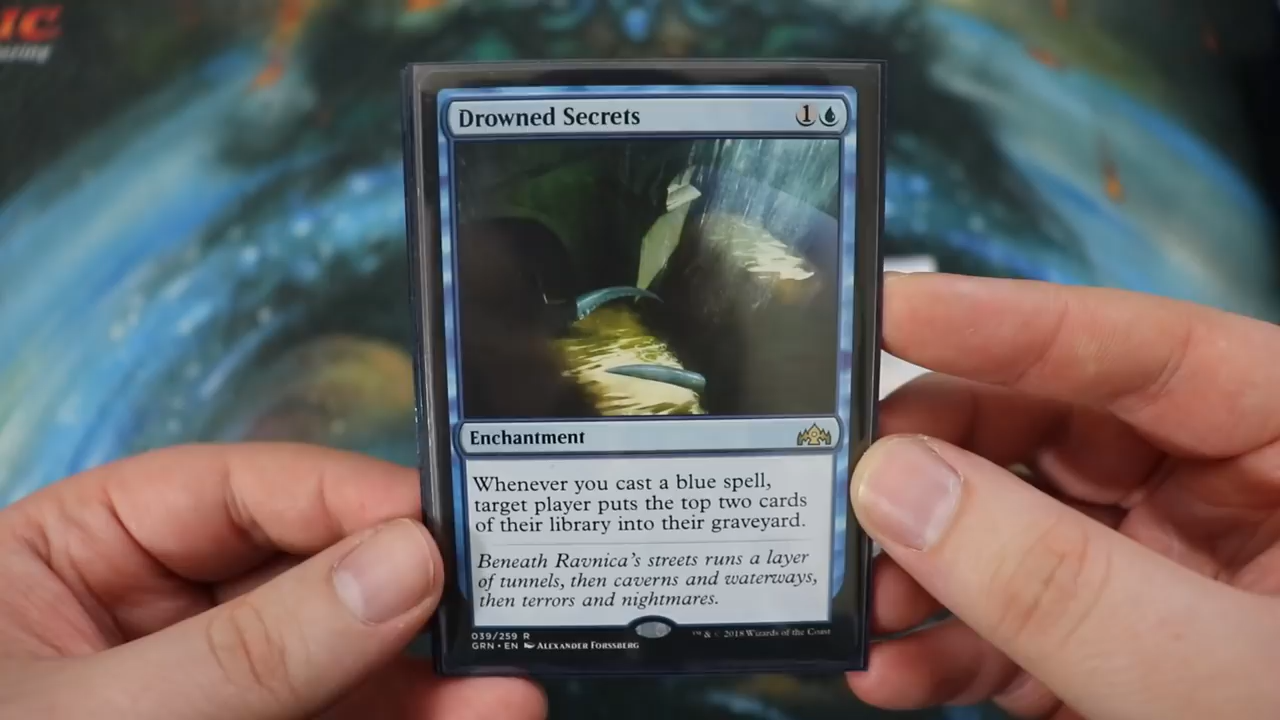 Drowned Secrets 1
Enchantment
Whenever you cast a blue spell,
target player puts the top two cards
of their library into their graveyard.
Beneath Ravnica's streets runs a layer
of tunnels, then caverns and waterways,
then terrors and nightmares.
039/259 R
GRN • EN ALEXANDER FORSSBERG
™ & © 2018 Wizards of the Coast